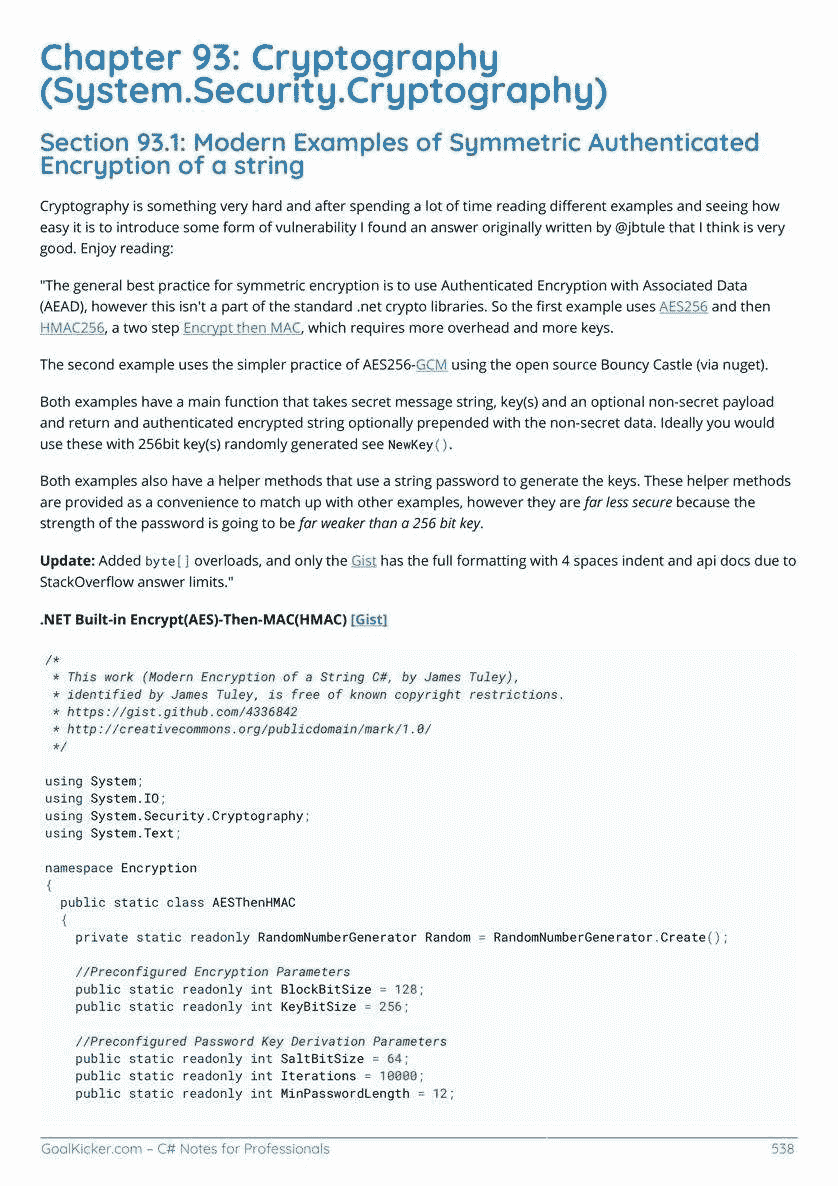 Chapter 93: Cryptography
(System.Security.Cryptography)
Section 93.1: Modern Examples of Symmetric Authenticated
Encryption of a string
Cryptography is something very hard and after spending a lot of time reading different examples and seeing how
easy it is to introduce some form of vulnerability I found an answer originally written by @jbtule that I think is very
good. Enjoy reading:
"The general best practice for symmetric encryption is to use Authenticated Encryption with Associated Data
(AEAD), however this isn't a part of the standard .net crypto libraries. So the first example uses AES256 and then
HMAC256, a two step Encrypt then MAC, which requires more overhead and more keys.
The second example uses the simpler practice of AES256-GCM using the open source Bouncy Castle (via nuget).
Both examples have a main function that takes secret message string, key(s) and an optional non-secret payload
and return and authenticated encrypted string optionally prepended with the non-secret data. Ideally you would
use these with 256bit key(s) randomly generated see NewKey().
Both examples also have a helper methods that use a string password to generate the keys. These helper methods
are provided as a convenience to match up with other examples, however they are far less secure because the
strength of the password is going to be far weaker than a 256 bit key.
Update: Added byte[] overloads, and only the Gist has the full formatting with 4 spaces indent and api docs due to
StackOverflow answer limits."
.NET Built-in Encrypt(AES)-Then-MAC(HMAC) [Gist]
/*
 * This work (Modern Encryption of a String C#, by James Tuley),
 * identified by James Tuley, is free of known copyright restrictions.
 * https://gist.github.com/4336842
 * http://creativecommons.org/publicdomain/mark/1.0/
 */
using System;
using System.IO;
using System.Security.Cryptography;
using System.Text;
namespace Encryption
{
  public static class AESThenHMAC
  {
    private static readonly RandomNumberGenerator Random = RandomNumberGenerator.Create();
    //Preconfigured Encryption Parameters
    public static readonly int BlockBitSize = 128;
    public static readonly int KeyBitSize = 256;
    //Preconfigured Password Key Derivation Parameters
    public static readonly int SaltBitSize = 64;
    public static readonly int Iterations = 10000;
    public static readonly int MinPasswordLength = 12;
GoalKicker.com – C# Notes for Professionals
538